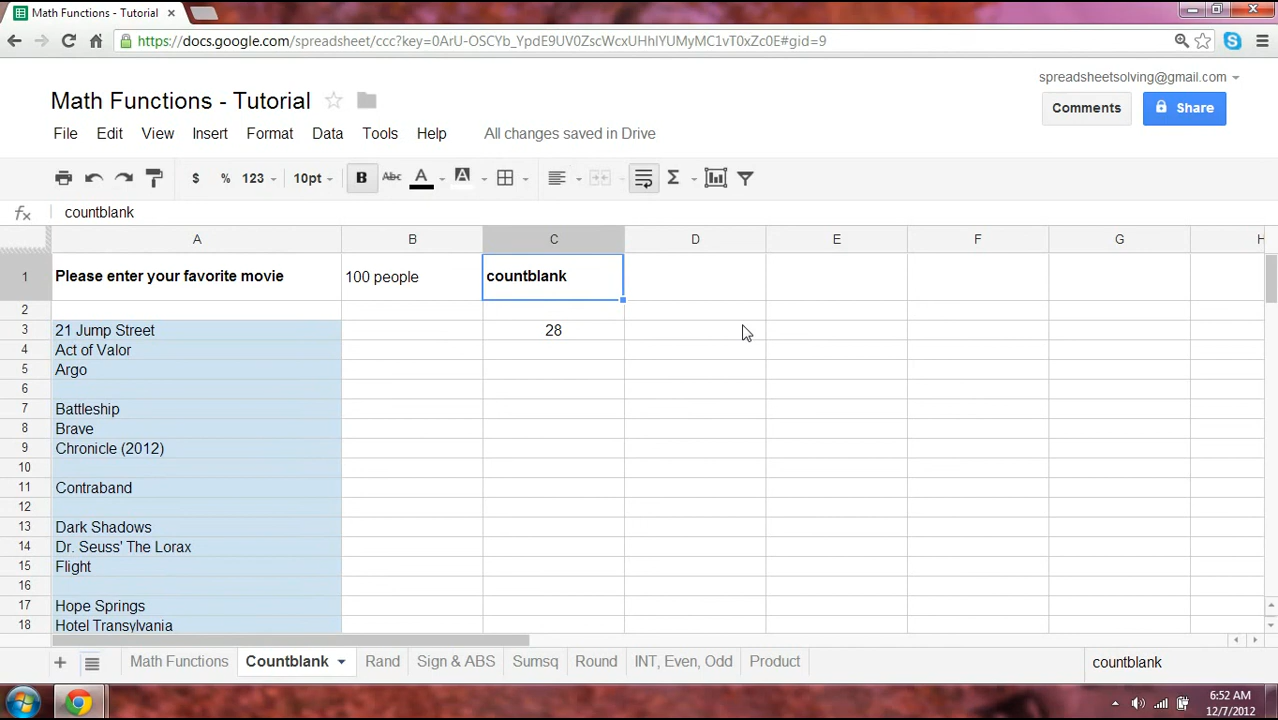 Math Functions - Tutorial
https://docs.google.com/spreadsheet/ccc?key=0ArU-OSCYb_YpdE9UV0ZscWcxUHhIYUMyMC1vT0xZc0E#gid=9
spreadsheetsolving@gmail.com
Math Functions - Tutorial
Comments
Share
File Edit View Insert Format Data Tools Help All changes saved in Drive
$ % 123 10pt B Abc A A Σ
fx countblank
A B C D E F G H
1 Please enter your favorite movie 100 people countblank
2
3 21 Jump Street 28
4 Act of Valor
5 Argo
6
7 Battleship
8 Brave
9 Chronicle (2012)
10
11 Contraband
12
13 Dark Shadows
14 Dr. Seuss' The Lorax
15 Flight
16
17 Hope Springs
18 Hotel Transylvania
+ Math Functions Countblank Rand Sign & ABS Sumsq Round INT, Even, Odd Product countblank
6:52 AM
12/7/2012